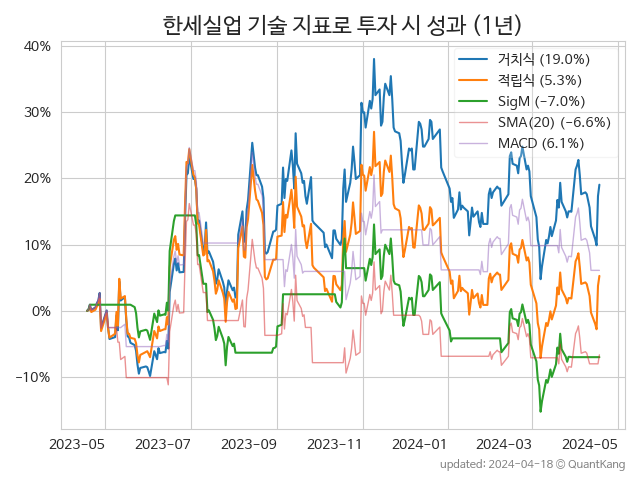 한세실업 기술 지표로 투자 시 성과 (1년)
40%
30%
20%
10%
0%
−10%
거치식 (19.0%)
적립식 (5.3%)
SigM (−7.0%)
SMA(20) (−6.6%)
MACD (6.1%)
2023-05 2023-07 2023-09 2023-11 2024-01 2024-03 2024-05
updated: 2024-04-18 ⓒ QuantKang